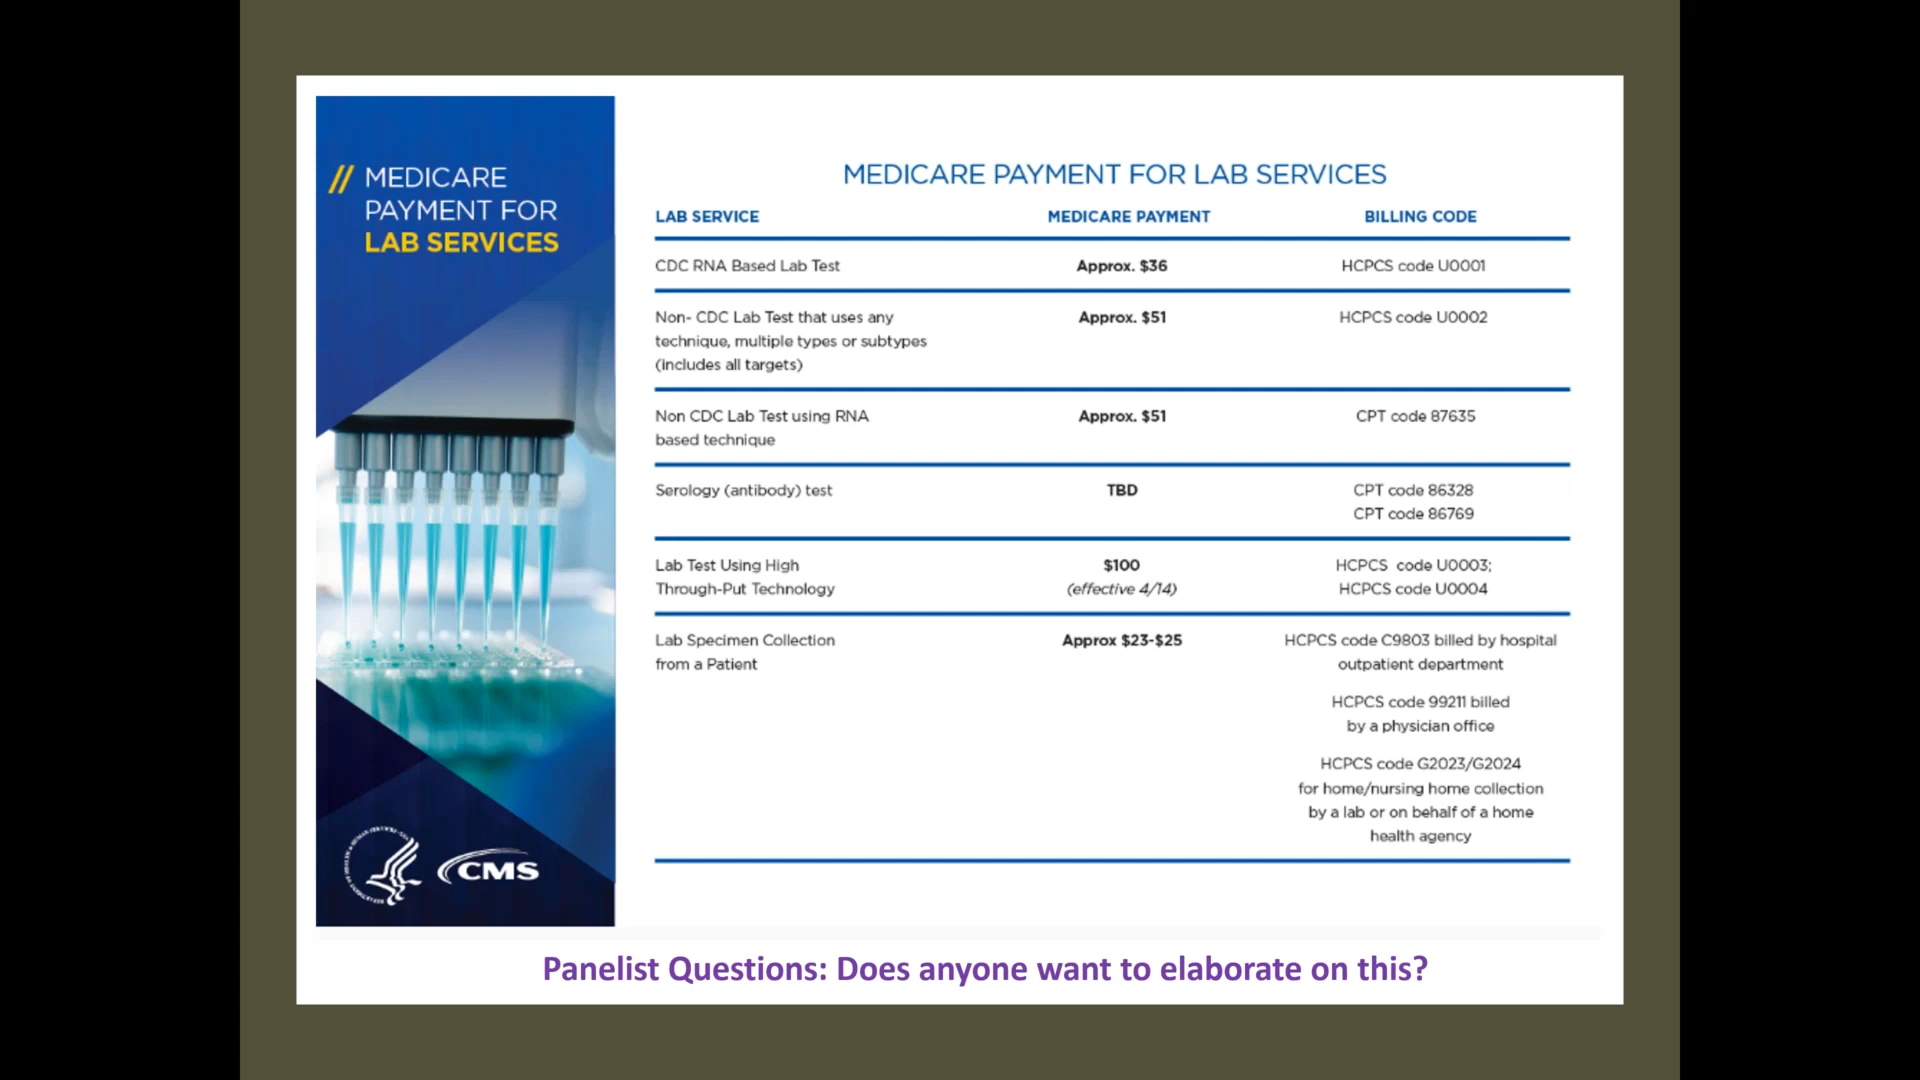 // MEDICARE
PAYMENT FOR
LAB SERVICES
CMS
MEDICARE PAYMENT FOR LAB SERVICES
LAB SERVICE MEDICARE PAYMENT BILLING CODE
CDC RNA Based Lab Test Approx. $36 HCPCS code U0001
Non- CDC Lab Test that uses any Approx. $51 HCPCS code U0002
technique, multiple types or subtypes
(includes all targets)
Non CDC Lab Test using RNA Approx. $51 CPT code 87635
based technique
Serology (antibody) test TBD CPT code 86328
CPT code 86769
Lab Test Using High $100 HCPCS code U0003;
Through-Put Technology (effective 4/14) HCPCS code U0004
Lab Specimen Collection Approx $23-$25 HCPCS code C9803 billed by hospital
from a Patient outpatient department
HCPCS code 99211 billed
by a physician office
HCPCS code G2023/G2024
for home/nursing home collection
by a lab or on behalf of a home
health agency
Panelist Questions: Does anyone want to elaborate on this?